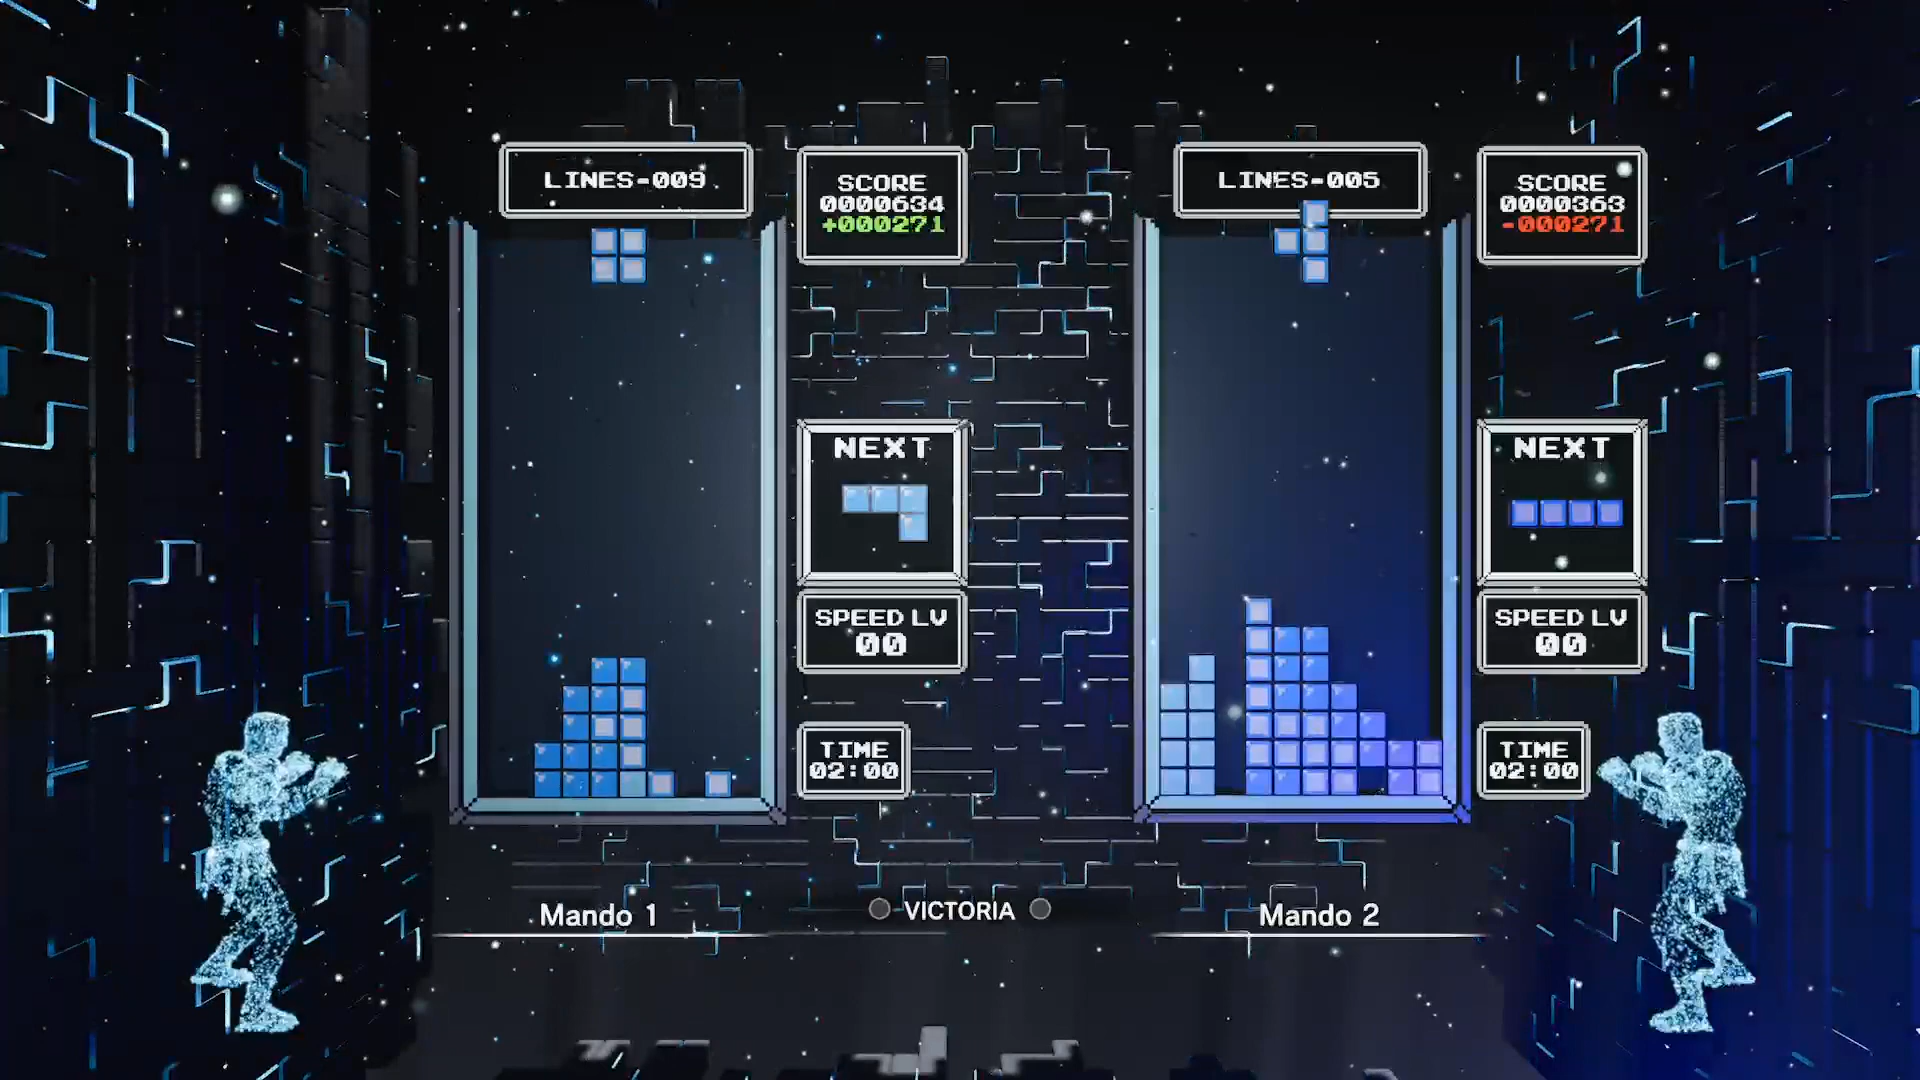 LINES-009
SCORE
0000634
+000271
NEXT
SPEED LV
00
TIME
02:00
LINES-005
SCORE
0000363
-000271
NEXT
SPEED LV
00
TIME
02:00
Mando 1
VICTORIA
Mando 2